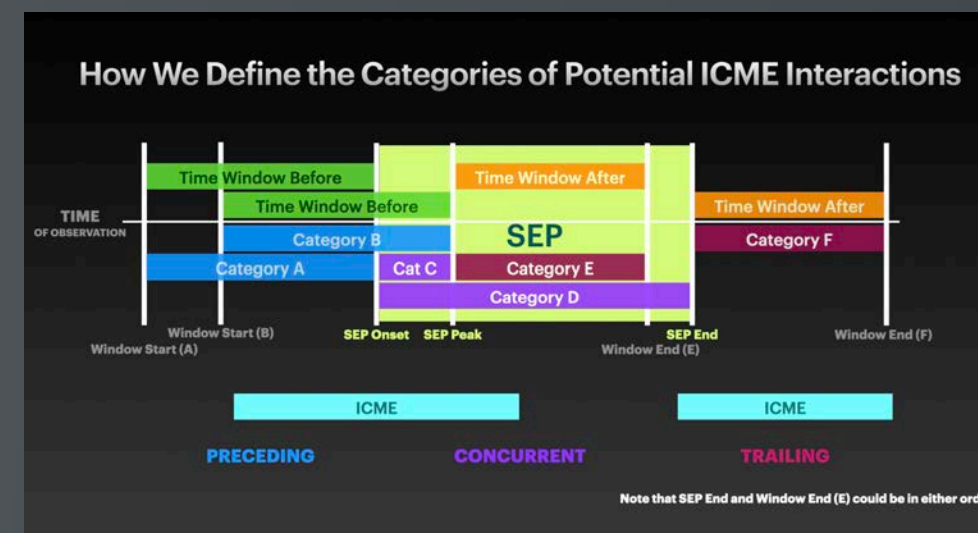 How We Define the Categories of Potential ICME Interactions
Time Window Before
Time Window After
Time Window Before
Time Window After
TIME
OF OBSERVATION
Category B
SEP
Category F
Category A
Cat C
Category E
Category D
Window Start (B)
SEP Onset
SEP Peak
SEP End
Window End (F)
Window Start (A)
Window End (E)
ICME
ICME
PRECEDING
CONCURRENT
TRAILING
Note that SEP End and Window End (E) could be in either ord